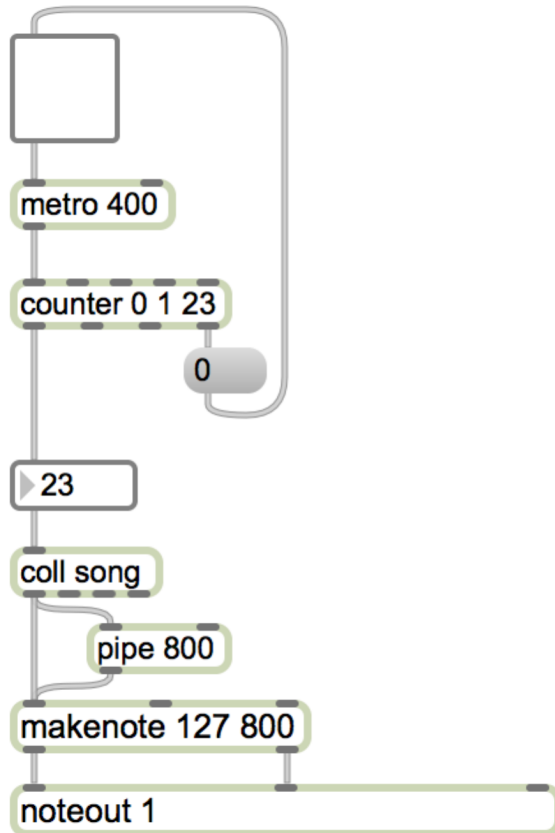 metro 400
counter 0 1 23
0
23
coll song
pipe 800
makenote 127 800
noteout 1